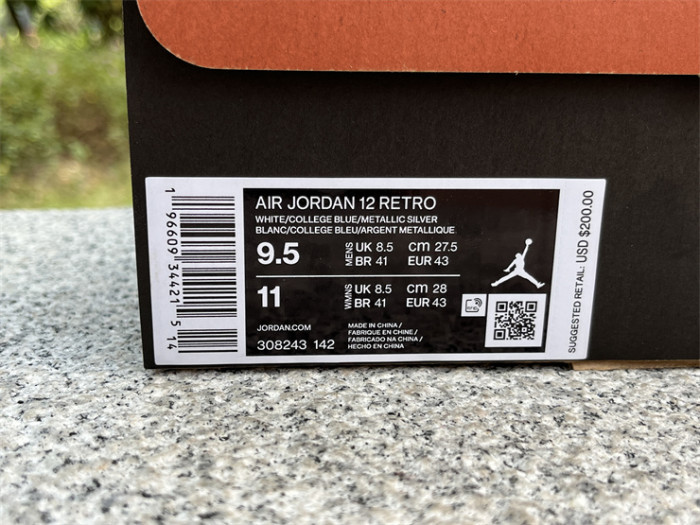 AIR JORDAN 12 RETRO
WHITE/COLLEGE BLUE/METALLIC SILVER
BLANC/COLLEGE BLEU/ARGENT METALLIQUE
9.5 MENS UK 8.5 cm 27.5
BR 41 EUR 43
11 WMNS UK 8.5 cm 28
BR 41 EUR 43
JORDAN.COM
308243 142
MADE IN CHINA /
FABRIQUE EN CHINE /
FABRICADO NA CHINA /
HECHO EN CHINA
RFID
SUGGESTED RETAIL: USD $200.00
1 96609 34421 5 14